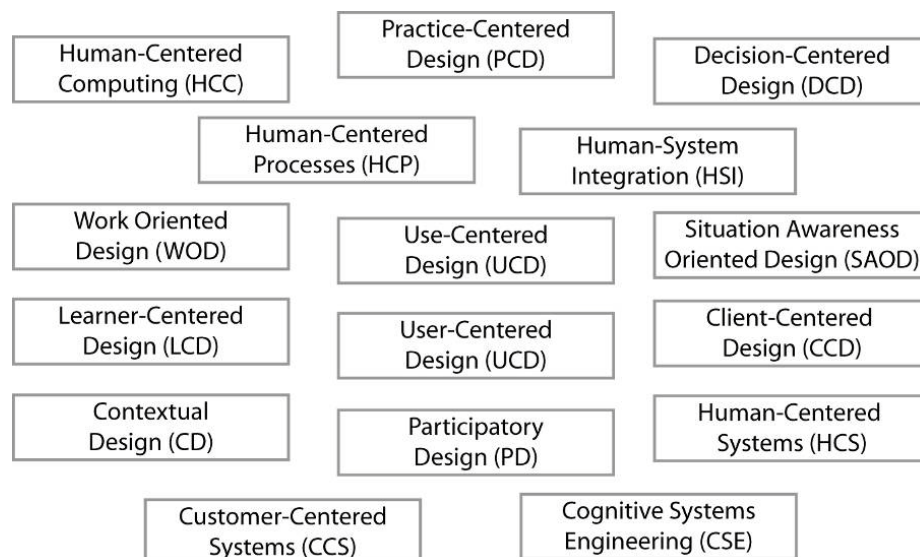 Human-Centered
Computing (HCC)
Practice-Centered
Design (PCD)
Decision-Centered
Design (DCD)
Human-Centered
Processes (HCP)
Human-System
Integration (HSI)
Work Oriented
Design (WOD)
Use-Centered
Design (UCD)
Situation Awareness
Oriented Design (SAOD)
Learner-Centered
Design (LCD)
User-Centered
Design (UCD)
Client-Centered
Design (CCD)
Contextual
Design (CD)
Participatory
Design (PD)
Human-Centered
Systems (HCS)
Customer-Centered
Systems (CCS)
Cognitive Systems
Engineering (CSE)